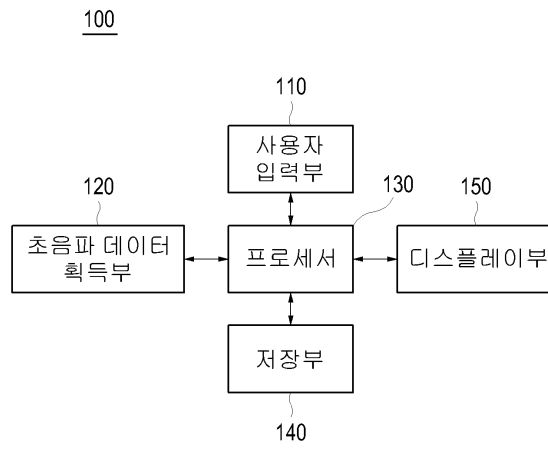 100
110
사용자
입력부
120
130
150
초음파 데이터
획득부
프로세서
디스플레이부
저장부
140